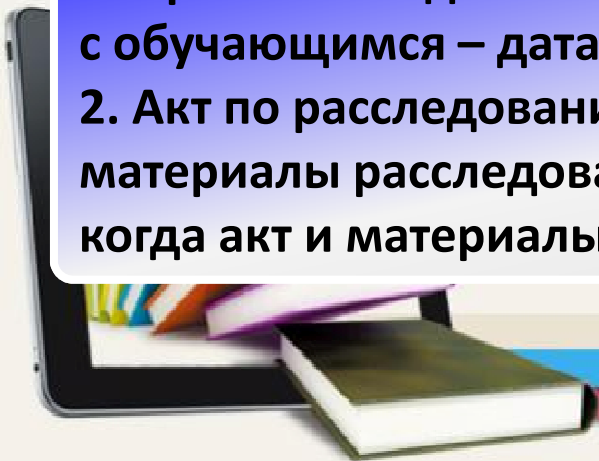 с обучающимся – дата
2. Акт по расследовани
материалы расследова
когда акт и материалы